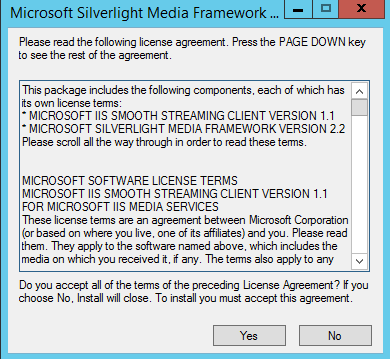 Microsoft Silverlight Media Framework ...
Please read the following license agreement. Press the PAGE DOWN key
to see the rest of the agreement.
This package includes the following components, each of which has
its own license terms:
* MICROSOFT IIS SMOOTH STREAMING CLIENT VERSION 1.1
* MICROSOFT SILVERLIGHT MEDIA FRAMEWORK VERSION 2.2
Please scroll all the way through in order to read these terms.
MICROSOFT SOFTWARE LICENSE TERMS
MICROSOFT IIS SMOOTH STREAMING CLIENT VERSION 1.1
FOR MICROSOFT IIS MEDIA SERVICES
These license terms are an agreement between Microsoft Corporation
(or based on where you live, one of its affiliates) and you. Please read
them. They apply to the software named above, which includes the
media on which you received it, if any. The terms also apply to any
Do you accept all of the terms of the preceding License Agreement? If you
choose No, Install will close. To install you must accept this agreement.
Yes
No